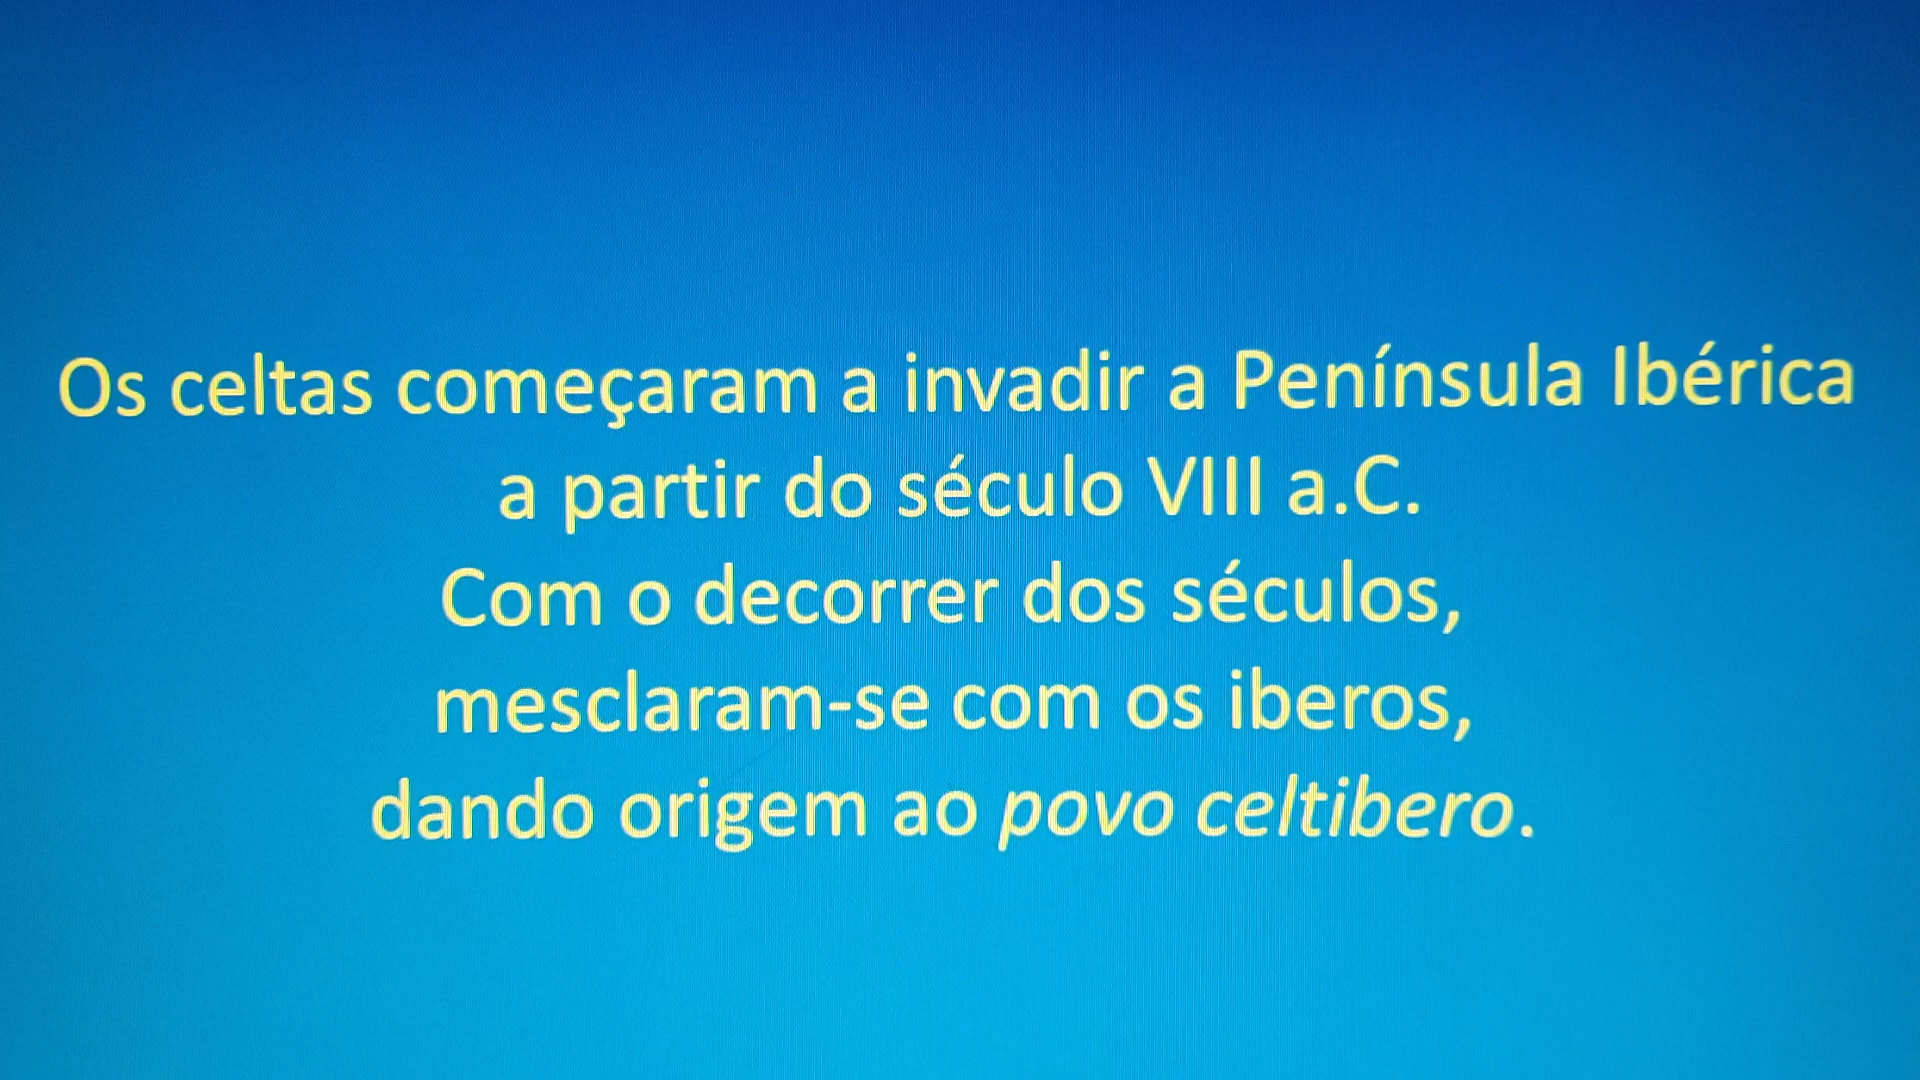 Os celtas começaram a invadir a Península Ibérica
a partir do século VIII a.C.
Com o decorrer dos séculos,
mesclaram-se com os iberos,
dando origem ao povo celtibero.